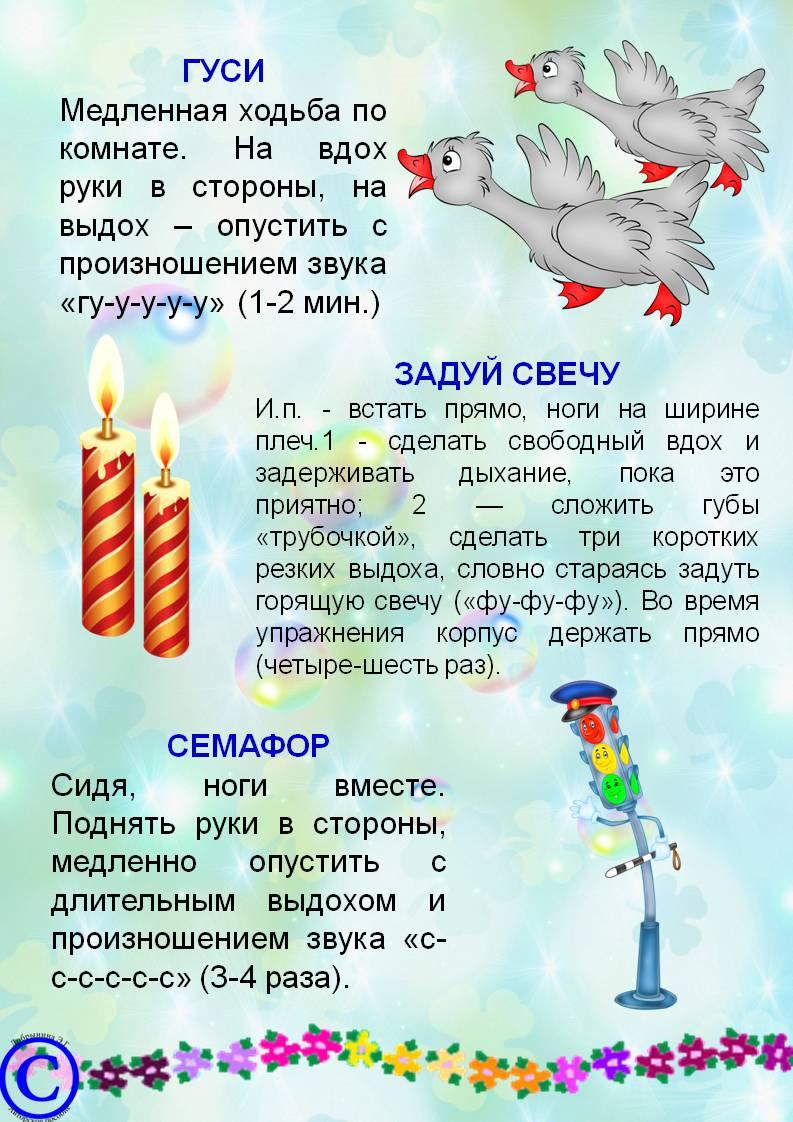 ГУСИ
Медленная ходьба по
комнате. На вдох
руки в стороны, на
выдох – опустить с
произношением звука
«гу-у-у-у-у» (1-2 мин.)
ЗАДУЙ СВЕЧУ
И.п. - встать прямо, ноги на ширине
плеч.1 - сделать свободный вдох и
задерживать дыхание, пока это
приятно; 2 — сложить губы
«трубочкой», сделать три коротких
резких выдоха, словно стараясь задуть
горящую свечу («фу-фу-фу»). Во время
упражнения корпус держать прямо
(четыре-шесть раз).
СЕМАФОР
Сидя, ноги вместе.
Поднять руки в стороны,
медленно опустить с
длительным выдохом и
произношением звука «с-
с-с-с-с-с» (3-4 раза).
Добрынина Э.Г.
©